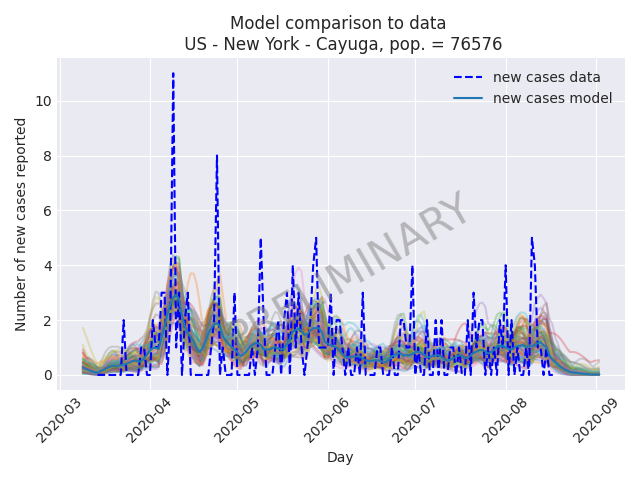 Model comparison to data
US - New York - Cayuga, pop. = 76576
new cases data
new cases model
Number of new cases reported
10
8
6
4
2
0
PRELIMINARY
2020-03
2020-04
2020-05
2020-06
2020-07
2020-08
2020-09
Day